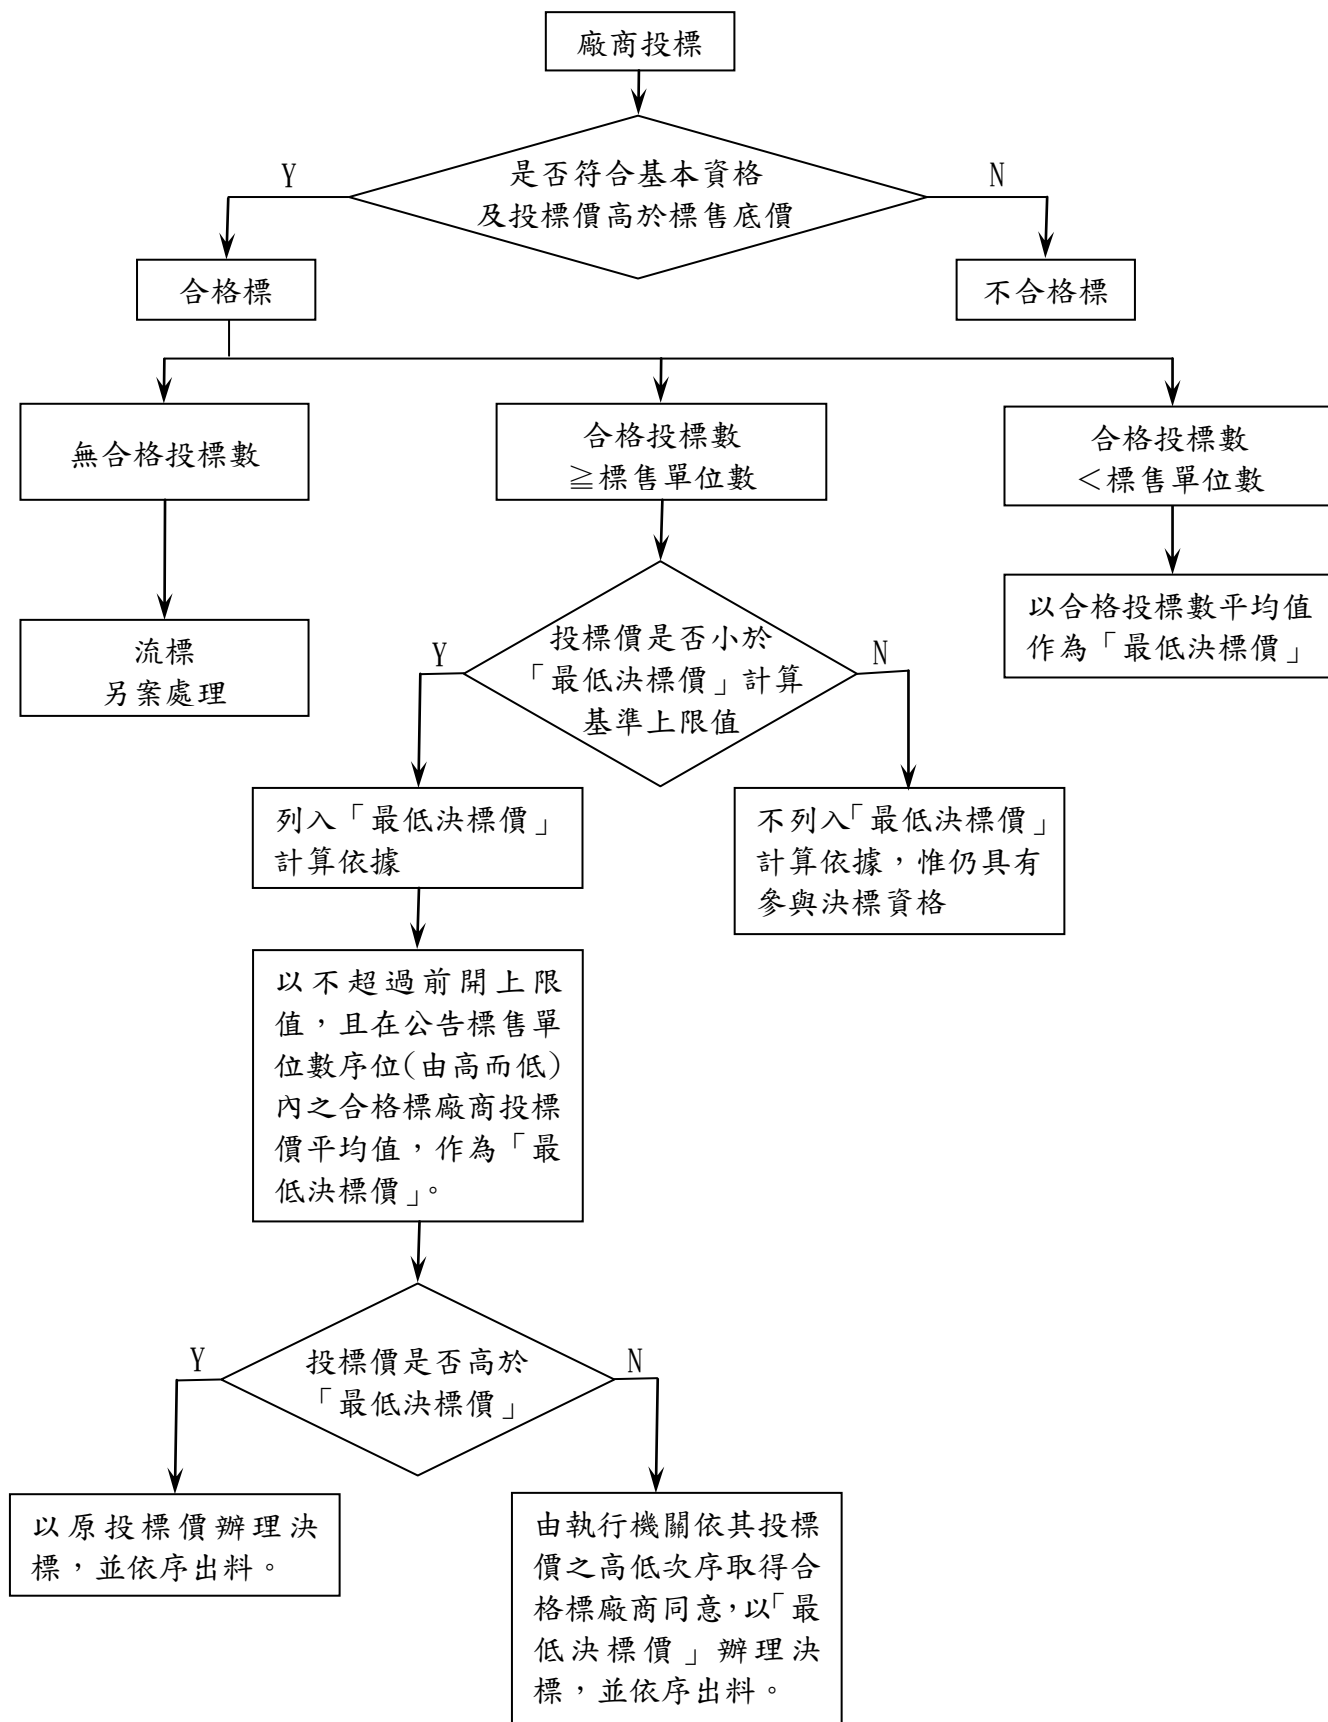 廠商投標
是否符合基本資格
及投標價高於標售底價
Y
N
合格標
不合格標
無合格投標數
合格投標數
≧標售單位數
合格投標數
＜標售單位數
流標
另案處理
投標價是否小於
「最低決標價」計算
基準上限值
Y
N
以合格投標數平均值
作為「最低決標價」
列入「最低決標價」
計算依據
不列入「最低決標價」
計算依據，惟仍具有
參與決標資格
以不超過前開上限
值，且在公告標售單
位數序位(由高而低)
內之合格標廠商投標
價平均值，作為「最
低決標價」。
投標價是否高於
「最低決標價」
Y
N
以原投標價辦理決
標，並依序出料。
由執行機關依其投標
價之高低次序取得合
格標廠商同意，以「最
低決標價」辦理決
標，並依序出料。